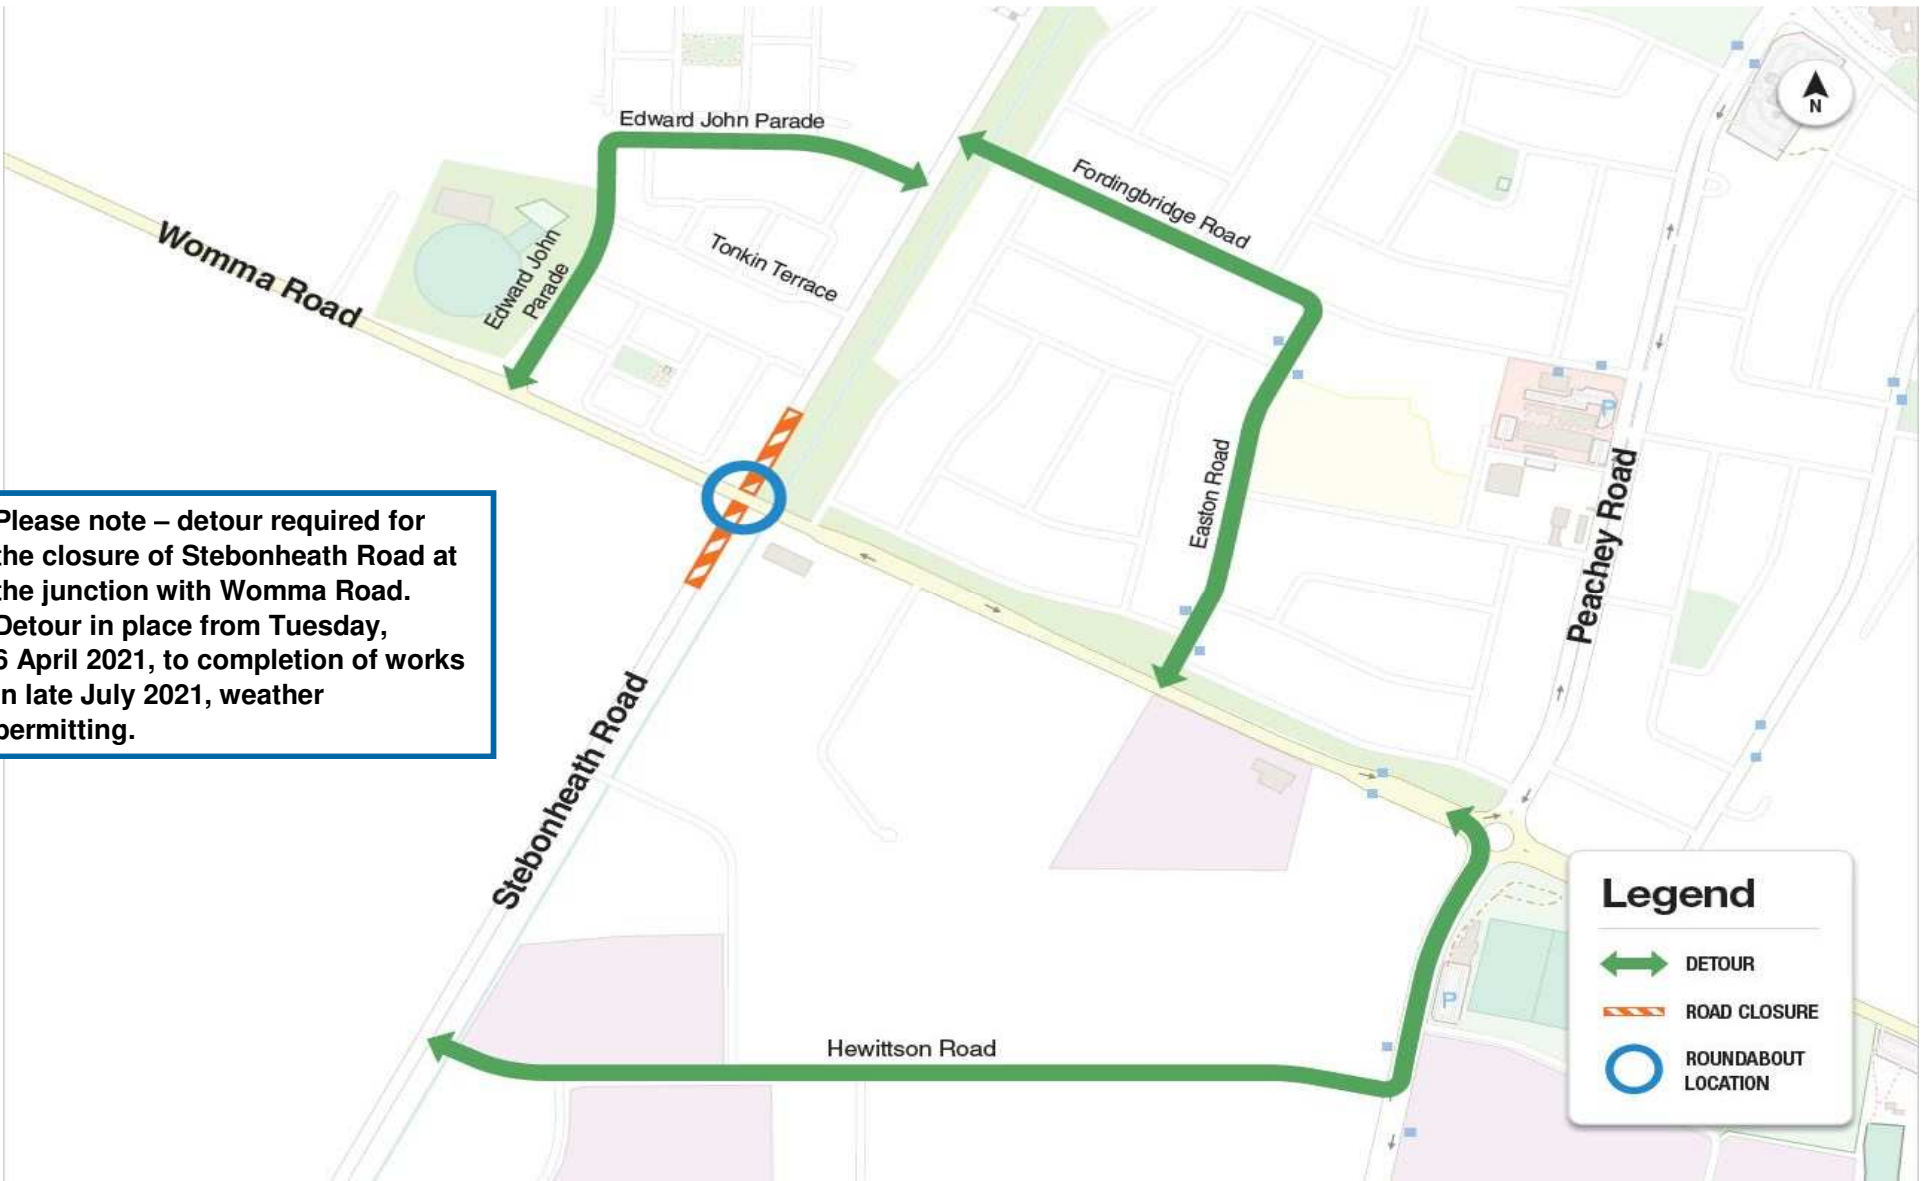 Edward John Parade
N
Fordingbridge Road
Womma Road
Tonkin Terrace
Edward John
Parade
P
Peachey Road
Easton Road
Please note – detour required for
the closure of Stebonheath Road at
the junction with Womma Road.
Detour in place from Tuesday,
6 April 2021, to completion of works
in late July 2021, weather
permitting.
Stebonheath Road
Legend
DETOUR
ROAD CLOSURE
ROUNDABOUT
LOCATION
P
Hewittson Road